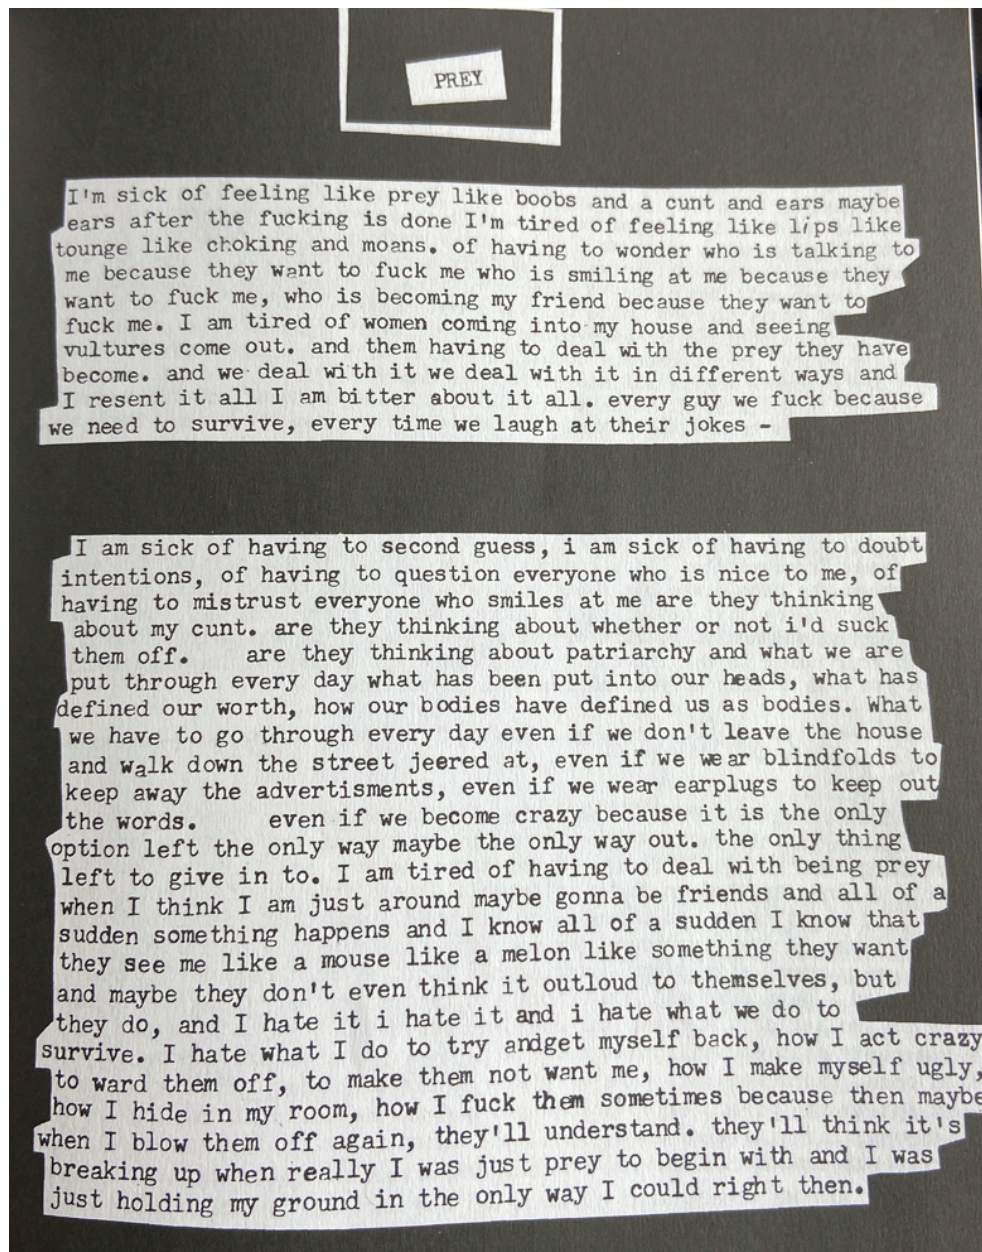 PREY
I'm sick of feeling like prey like boobs and a cunt and ears maybe
ears after the fucking is done I'm tired of feeling like lips like
tounge like choking and moans. of having to wonder who is talking to
me because they want to fuck me who is smiling at me because they
want to fuck me, who is becoming my friend because they want to
fuck me. I am tired of women coming into my house and seeing
vultures come out. and them having to deal with the prey they have
become. and we deal with it we deal with it in different ways and
I resent it all I am bitter about it all. every guy we fuck because
we need to survive, every time we laugh at their jokes -
I am sick of having to second guess, i am sick of having to doubt
intentions, of having to question everyone who is nice to me, of
having to mistrust everyone who smiles at me are they thinking
about my cunt. are they thinking about whether or not i'd suck
them off. are they thinking about patriarchy and what we are
put through every day what has been put into our heads, what has
defined our worth, how our bodies have defined us as bodies. What
we have to go through every day even if we don't leave the house
and walk down the street jeered at, even if we wear blindfolds to
keep away the advertisments, even if we wear earplugs to keep out
the words. even if we become crazy because it is the only
option left the only way maybe the only way out. the only thing
left to give in to. I am tired of having to deal with being prey
when I think I am just around maybe gonna be friends and all of a
sudden something happens and I know all of a sudden I know that
they see me like a mouse like a melon like something they want
and maybe they don't even think it outloud to themselves, but
they do, and I hate it i hate it and i hate what we do to
survive. I hate what I do to try andget myself back, how I act crazy
to ward them off, to make them not want me, how I make myself ugly,
how I hide in my room, how I fuck them sometimes because then maybe
when I blow them off again, they'll understand. they'll think it's
breaking up when really I was just prey to begin with and I was
just holding my ground in the only way I could right then.